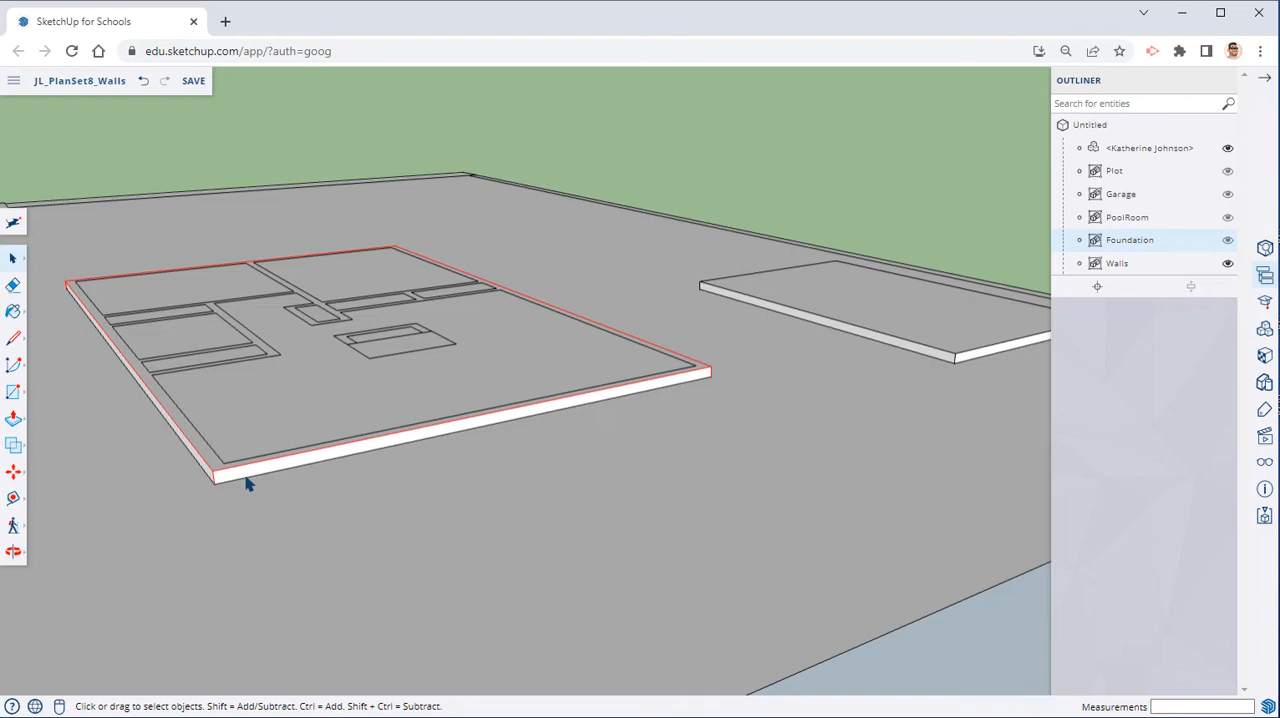 SketchUp for Schools
edu.sketchup.com/app/?auth=goog
JL_PlanSet8_Walls
SAVE
OUTLINER
Search for entities
Untitled
<Katherine Johnson>
Plot
Garage
PoolRoom
Foundation
Walls
Click or drag to select objects. Shift = Add/Subtract. Ctrl = Add. Shift + Ctrl = Subtract.
Measurements